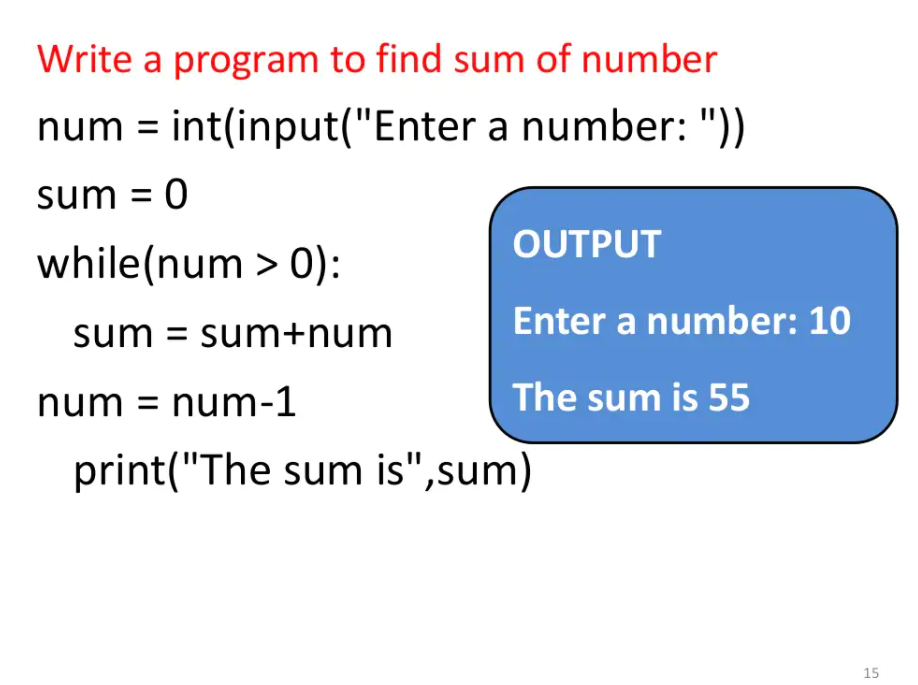 Write a program to find sum of number
num = int(input("Enter a number: "))
sum = 0
while(num > 0):
sum = sum+num
num = num-1
print("The sum is",sum)
OUTPUT
Enter a number: 10
The sum is 55
15